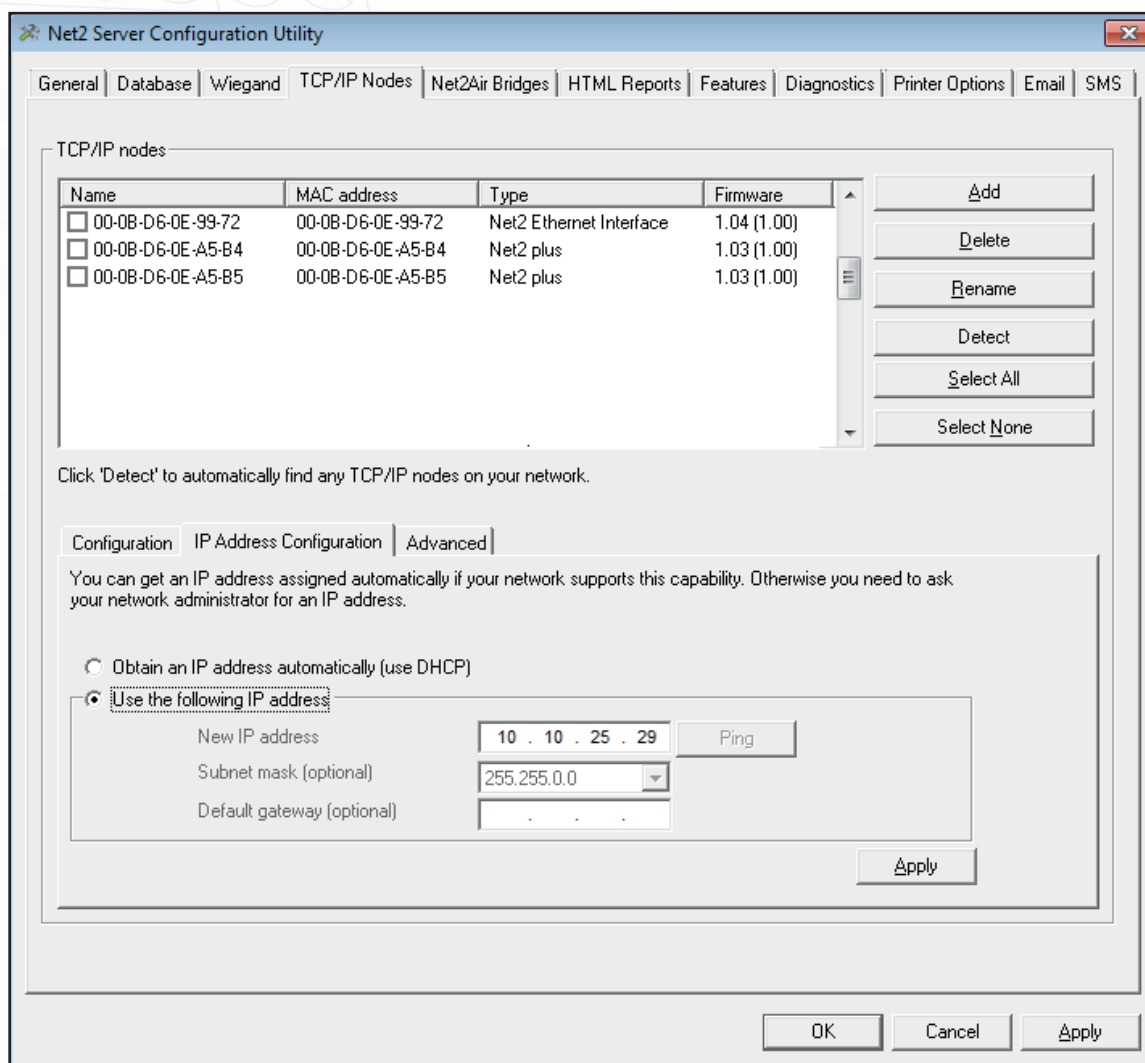 Net2 Server Configuration Utility
General Database Wiegand TCP/IP Nodes Net2Air Bridges HTML Reports Features Diagnostics Printer Options Email SMS
TCP/IP nodes
Name MAC address Type Firmware
00-0B-D6-0E-99-72 00-0B-D6-0E-99-72 Net2 Ethernet Interface 1.04 (1.00)
00-0B-D6-0E-A5-B4 00-0B-D6-0E-A5-B4 Net2 plus 1.03 (1.00)
00-0B-D6-0E-A5-B5 00-0B-D6-0E-A5-B5 Net2 plus 1.03 (1.00)
Add
Delete
Rename
Detect
Select All
Select None
Click 'Detect' to automatically find any TCP/IP nodes on your network.
Configuration IP Address Configuration Advanced
You can get an IP address assigned automatically if your network supports this capability. Otherwise you need to ask
your network administrator for an IP address.
Obtain an IP address automatically (use DHCP)
Use the following IP address
New IP address 10 . 10 . 25 . 29 Ping
Subnet mask (optional) 255.255.0.0
Default gateway (optional) . . .
Apply
OK Cancel Apply